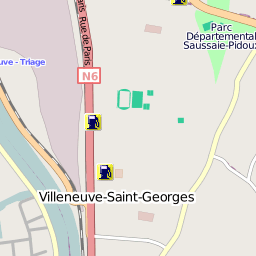 Parc
Départemental
Saussaie-Pidoux
Rue de Paris
uve - Triage
N6
Villeneuve-Saint-Georges